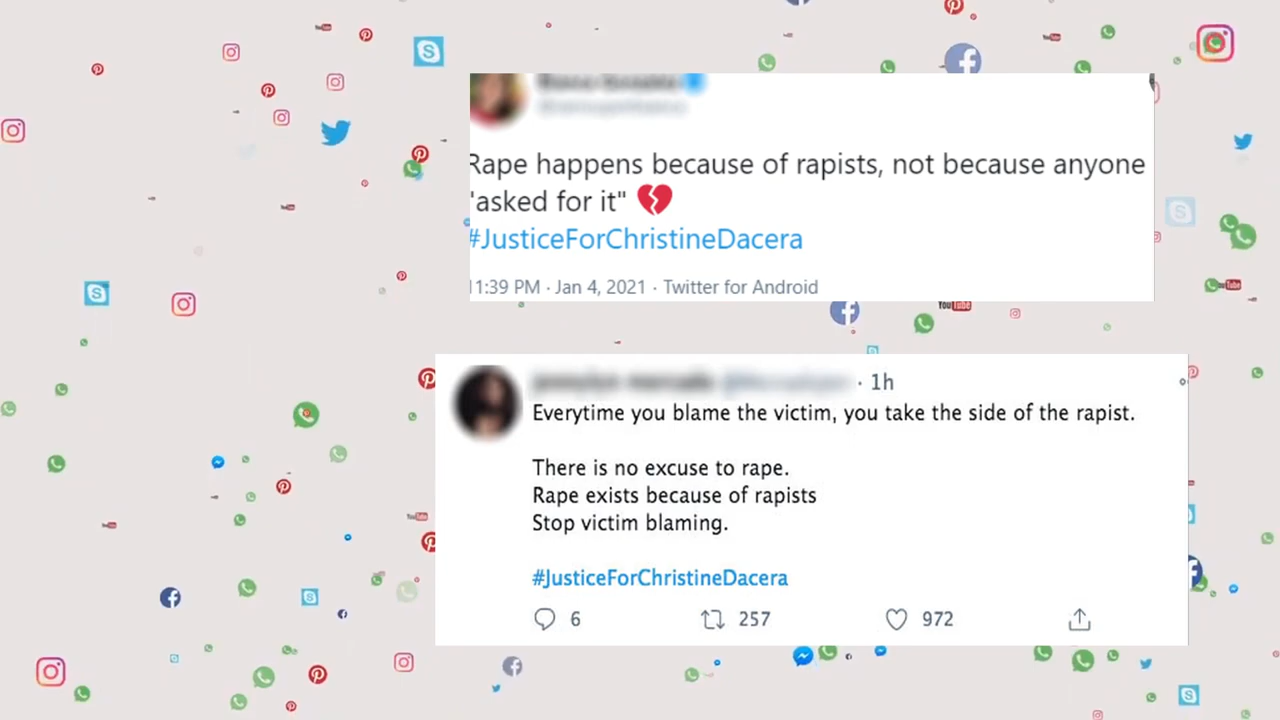 Rape happens because of rapists, not because anyone
"asked for it" 💔
#JusticeForChristineDacera
11:39 PM · Jan 4, 2021 · Twitter for Android
· 1h
Everytime you blame the victim, you take the side of the rapist.
There is no excuse to rape.
Rape exists because of rapists
Stop victim blaming.
#JusticeForChristineDacera
6 257 972
YouTube